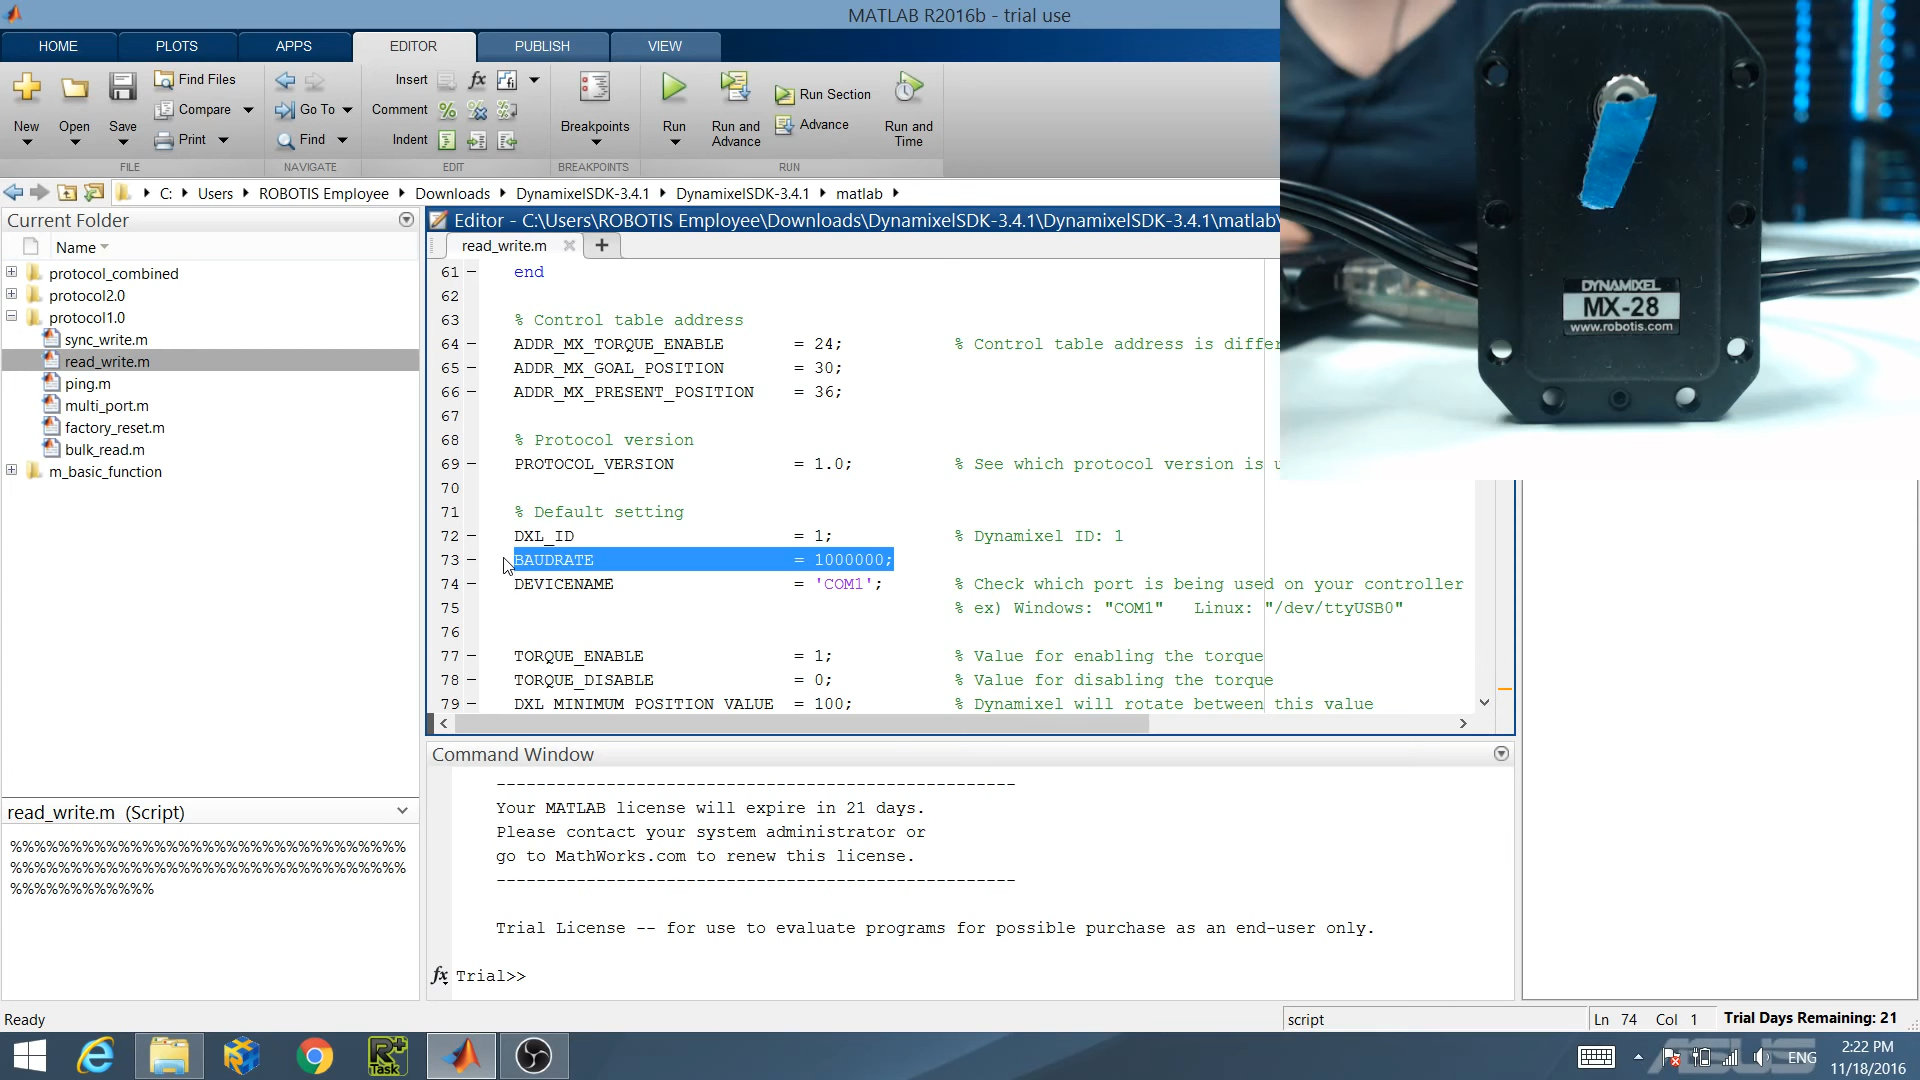 MATLAB R2016b - trial use
HOME PLOTS APPS EDITOR PUBLISH VIEW
New Open Save Find Files Compare Print
FILE
Go To Find
NAVIGATE
Insert fx Comment Indent
EDIT
Breakpoints
BREAKPOINTS
Run Run and Advance Run Section Advance Run and Time
RUN
C: Users ROBOTIS Employee Downloads DynamixelSDK-3.4.1 DynamixelSDK-3.4.1 matlab
Current Folder
Name
protocol_combined
protocol2.0
protocol1.0
sync_write.m
read_write.m
ping.m
multi_port.m
factory_reset.m
bulk_read.m
m_basic_function
read_write.m (Script)
%%%%%%%%%%%%%%%%%%%%%%%%%%%%%%%%%
%%%%%%%%%%%%%%%%%%%%%%%%%%%%%%%%%
%%%%%%%%%%%%
Editor - C:\Users\ROBOTIS Employee\Downloads\DynamixelSDK-3.4.1\DynamixelSDK-3.4.1\matlab\
read_write.m
61 end
62
63 % Control table address
64 ADDR_MX_TORQUE_ENABLE = 24; % Control table address is differ
65 ADDR_MX_GOAL_POSITION = 30;
66 ADDR_MX_PRESENT_POSITION = 36;
67
68 % Protocol version
69 PROTOCOL_VERSION = 1.0; % See which protocol version is u
70
71 % Default setting
72 DXL_ID = 1; % Dynamixel ID: 1
73 BAUDRATE = 1000000;
74 DEVICENAME = 'COM1'; % Check which port is being used on your controller
75 % ex) Windows: "COM1" Linux: "/dev/ttyUSB0"
76
77 TORQUE_ENABLE = 1; % Value for enabling the torque
78 TORQUE_DISABLE = 0; % Value for disabling the torque
79 DXL_MINIMUM_POSITION_VALUE = 100; % Dynamixel will rotate between this value
Command Window
----------------------------------------------------
Your MATLAB license will expire in 21 days.
Please contact your system administrator or
go to MathWorks.com to renew this license.
----------------------------------------------------
Trial License -- for use to evaluate programs for possible purchase as an end-user only.
fx Trial>>
DYNAMIXEL
MX-28
www.robotis.com
Ready
script
Ln 74 Col 1
Trial Days Remaining: 21
R+ Task
ASUS
ENG
2:22 PM
11/18/2016